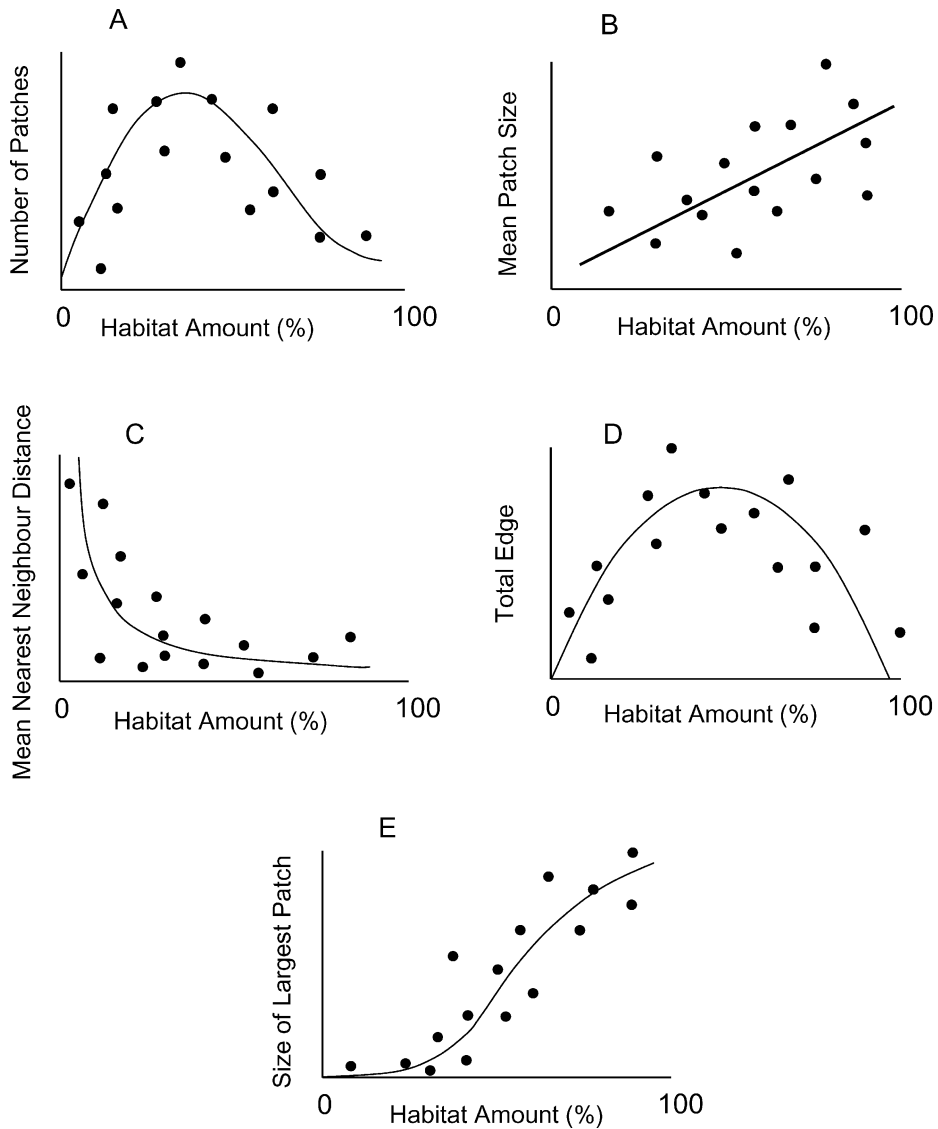 A
Number of Patches
0
100
Habitat Amount (%)
B
Mean Patch Size
0
100
Habitat Amount (%)
C
Mean Nearest Neighbour Distance
0
100
Habitat Amount (%)
D
Total Edge
0
100
Habitat Amount (%)
E
Size of Largest Patch
0
100
Habitat Amount (%)